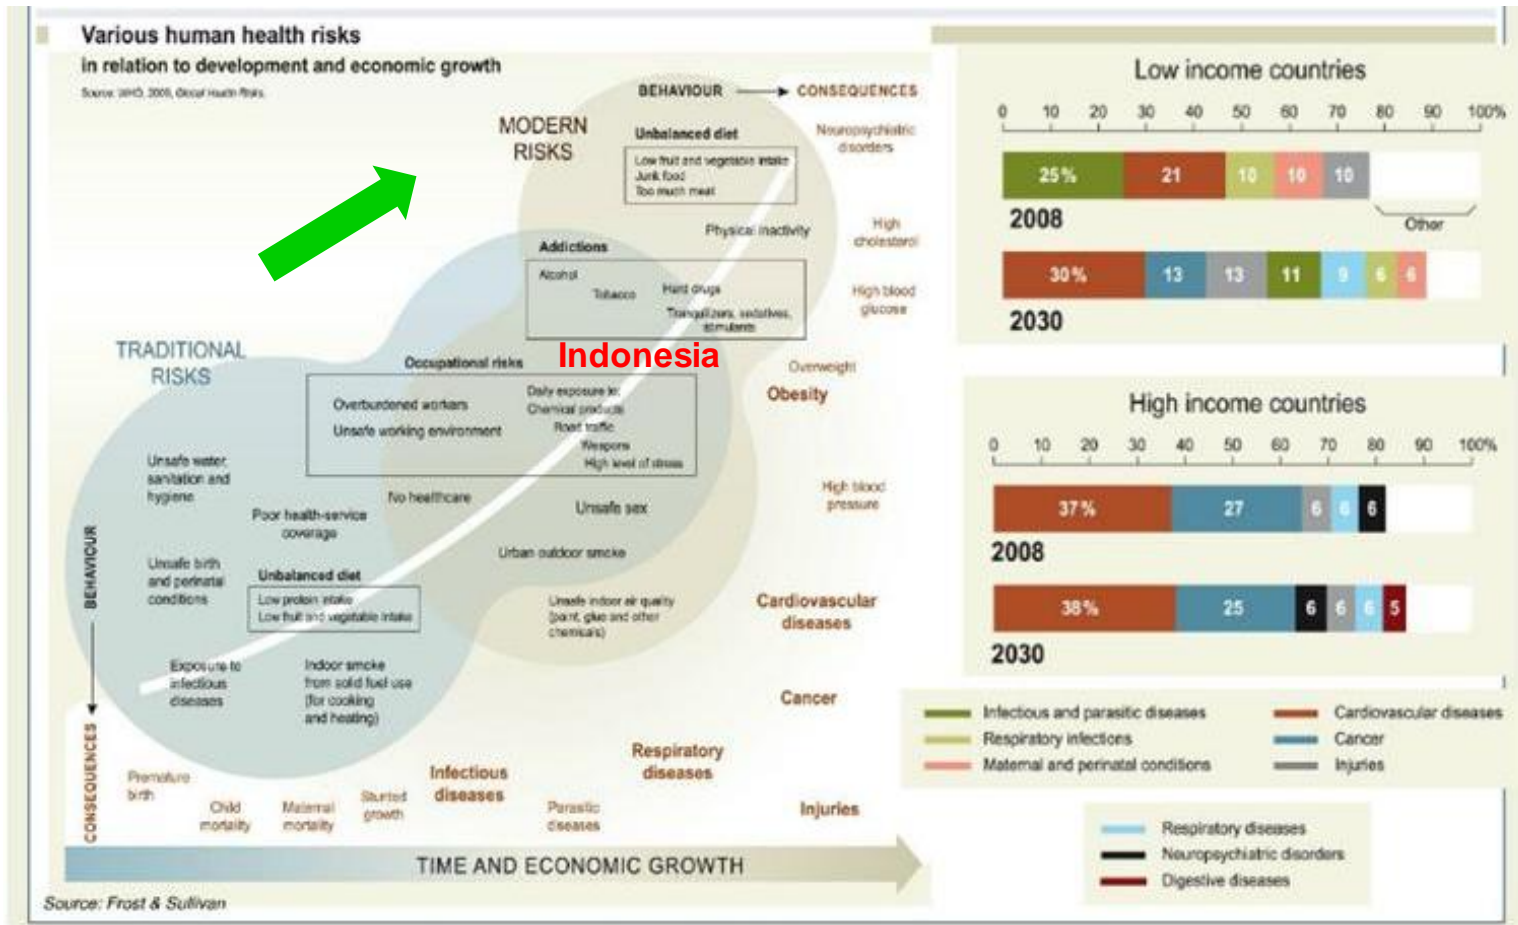 Various human health risks
in relation to development and economic growth
Source: WHO, 2009, Global Health Risks.
BEHAVIOUR
CONSEQUENCES
MODERN
RISKS
Unbalanced diet
Low fruit and vegetable intake
Junk food
Too much meat
Neuropsychiatric
disorders
Physical inactivity
High
cholesterol
Addictions
Alcohol
Tobacco
Hard drugs
Tranquilizers, sedatives,
stimulants
High blood
glucose
Indonesia
TRADITIONAL
RISKS
Occupational risks
Overburdened workers
Unsafe working environment
Daily exposure to:
Chemical products
Road traffic
Weapons
High level of stress
Overweight
Obesity
Unsafe water,
sanitation and
hygiene
No healthcare
Poor health-service
coverage
Unsafe sex
High blood
pressure
Urban outdoor smoke
BEHAVIOUR
Unsafe birth
and perinatal
conditions
Unbalanced diet
Low protein intake
Low fruit and vegetable intake
Unsafe indoor air quality
(paint, glue and other
chemicals)
Cardiovascular
diseases
Exposure to
infectious
diseases
Indoor smoke
from solid fuel use
(for cooking
and heating)
Cancer
CONSEQUENCES
Premature
birth
Child
mortality
Maternal
mortality
Stunted
growth
Infectious
diseases
Parasitic
diseases
Respiratory
diseases
Injuries
TIME AND ECONOMIC GROWTH
Source: Frost & Sullivan
Low income countries
0 10 20 30 40 50 60 70 80 90 100%
25% 21 10 10 10
2008
Other
30% 13 13 11 9 6 6
2030
High income countries
0 10 20 30 40 50 60 70 80 90 100%
37% 27 6 6 6
2008
38% 25 6 6 6 5
2030
Infectious and parasitic diseases
Respiratory infections
Maternal and perinatal conditions
Cardiovascular diseases
Cancer
Injuries
Respiratory diseases
Neuropsychiatric disorders
Digestive diseases